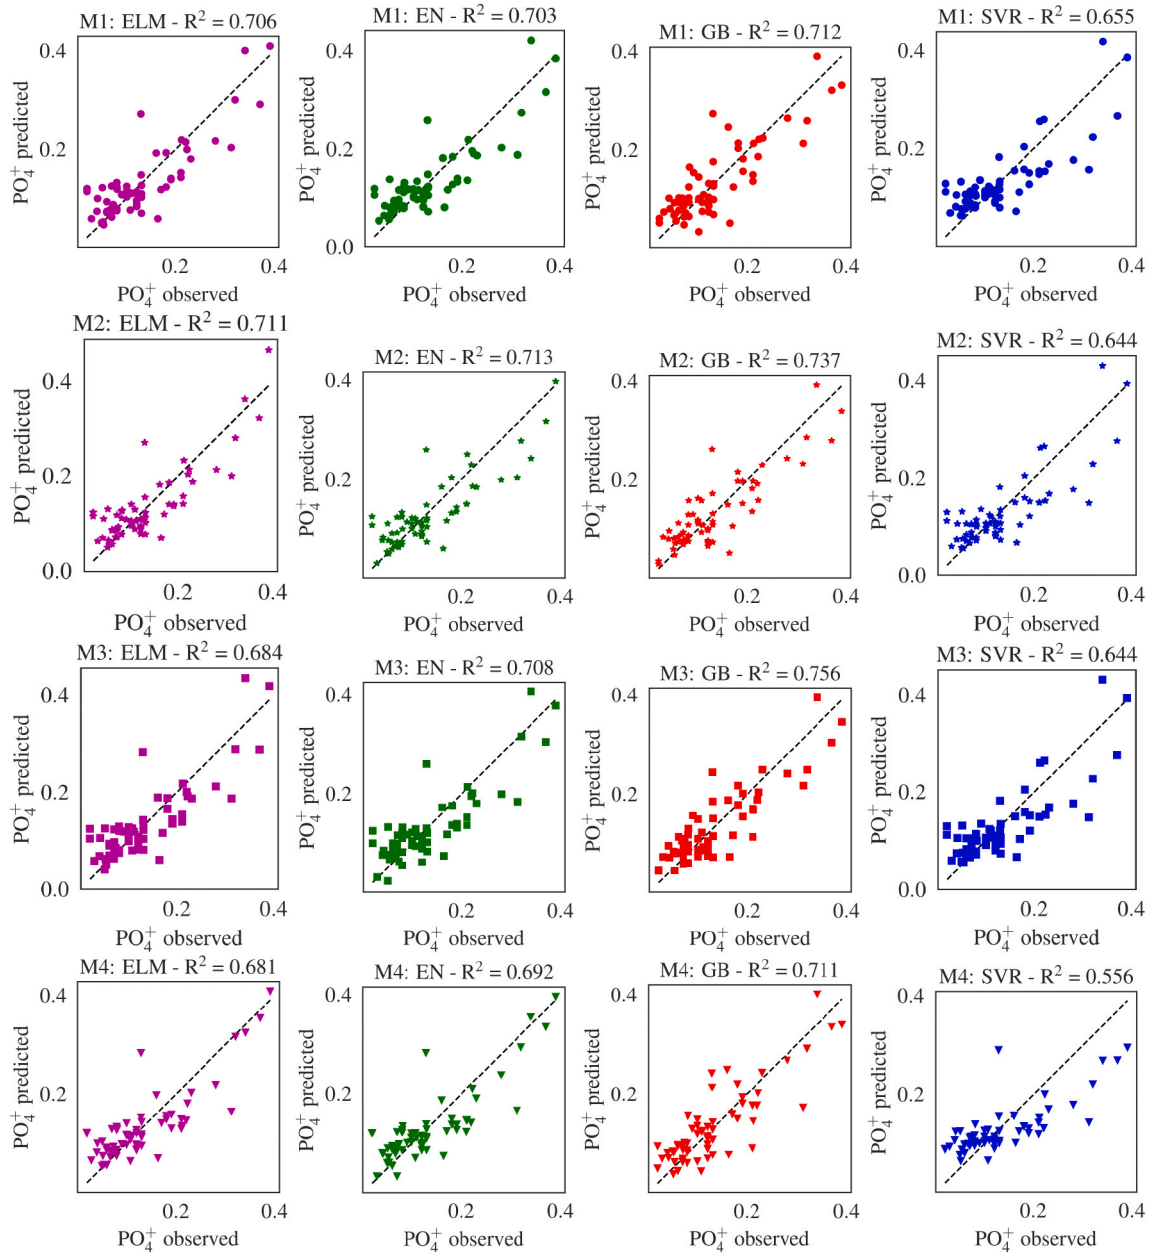 M1: ELM - R² = 0.706
M1: EN - R² = 0.703
M1: GB - R² = 0.712
M1: SVR - R² = 0.655
PO₄⁺ predicted
0.4
0.2
PO₄⁺ predicted
0.4
0.2
0.0
PO₄⁺ predicted
0.4
0.2
PO₄⁺ predicted
0.4
0.2
0.0
0.2 0.4
0.2 0.4
0.2 0.4
0.2 0.4
PO₄⁺ observed
PO₄⁺ observed
PO₄⁺ observed
PO₄⁺ observed
M2: ELM - R² = 0.711
M2: EN - R² = 0.713
M2: GB - R² = 0.737
M2: SVR - R² = 0.644
PO₄⁺ predicted
0.4
0.2
0.0
PO₄⁺ predicted
0.4
0.2
PO₄⁺ predicted
0.4
0.2
PO₄⁺ predicted
0.4
0.2
0.0
0.2 0.4
0.2 0.4
0.2 0.4
0.2 0.4
PO₄⁺ observed
PO₄⁺ observed
PO₄⁺ observed
PO₄⁺ observed
M3: ELM - R² = 0.684
M3: EN - R² = 0.708
M3: GB - R² = 0.756
M3: SVR - R² = 0.644
PO₄⁺ predicted
0.4
0.2
0.0
PO₄⁺ predicted
0.4
0.2
PO₄⁺ predicted
0.4
0.2
PO₄⁺ predicted
0.4
0.2
0.0
0.2 0.4
0.2 0.4
0.2 0.4
0.2 0.4
PO₄⁺ observed
PO₄⁺ observed
PO₄⁺ observed
PO₄⁺ observed
M4: ELM - R² = 0.681
M4: EN - R² = 0.692
M4: GB - R² = 0.711
M4: SVR - R² = 0.556
PO₄⁺ predicted
0.4
0.2
PO₄⁺ predicted
0.4
0.2
PO₄⁺ predicted
0.4
0.2
PO₄⁺ predicted
0.4
0.2
0.2 0.4
0.2 0.4
0.2 0.4
0.2 0.4
PO₄⁺ observed
PO₄⁺ observed
PO₄⁺ observed
PO₄⁺ observed